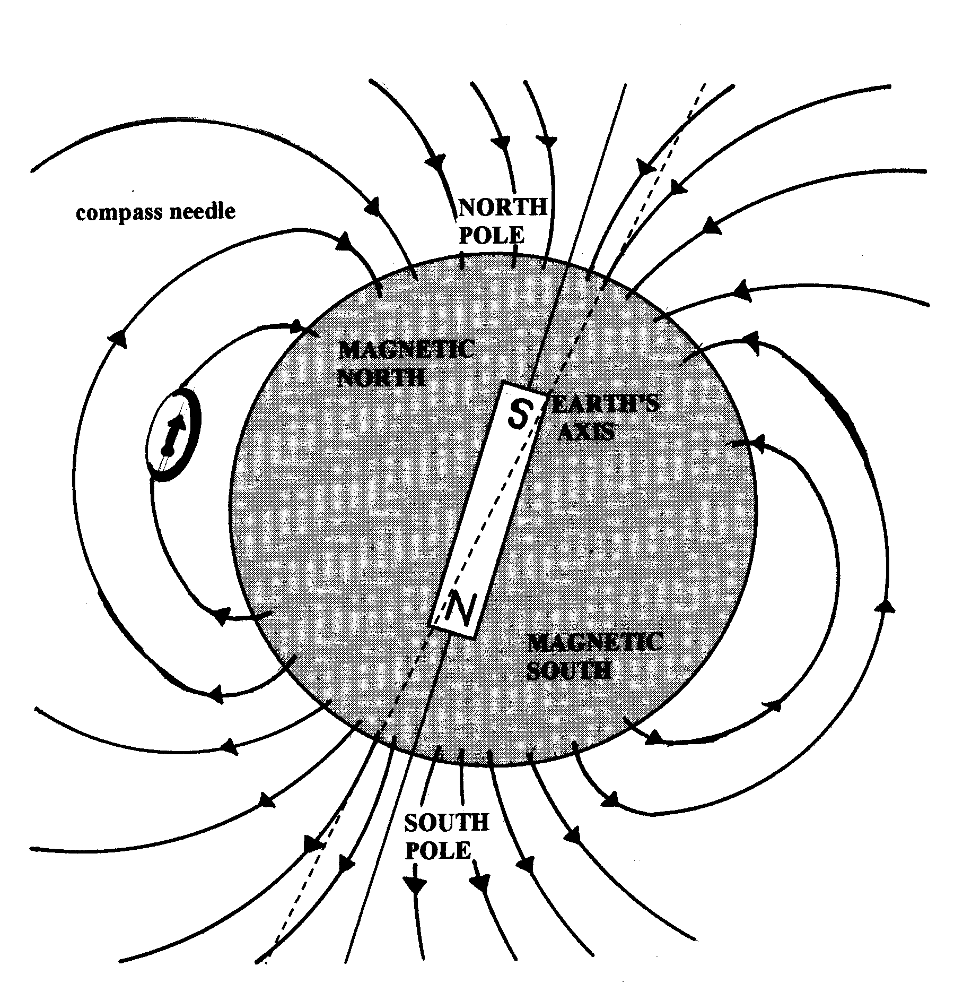 compass needle
NORTH
POLE
MAGNETIC
NORTH
S
EARTH'S
AXIS
N
MAGNETIC
SOUTH
SOUTH
POLE